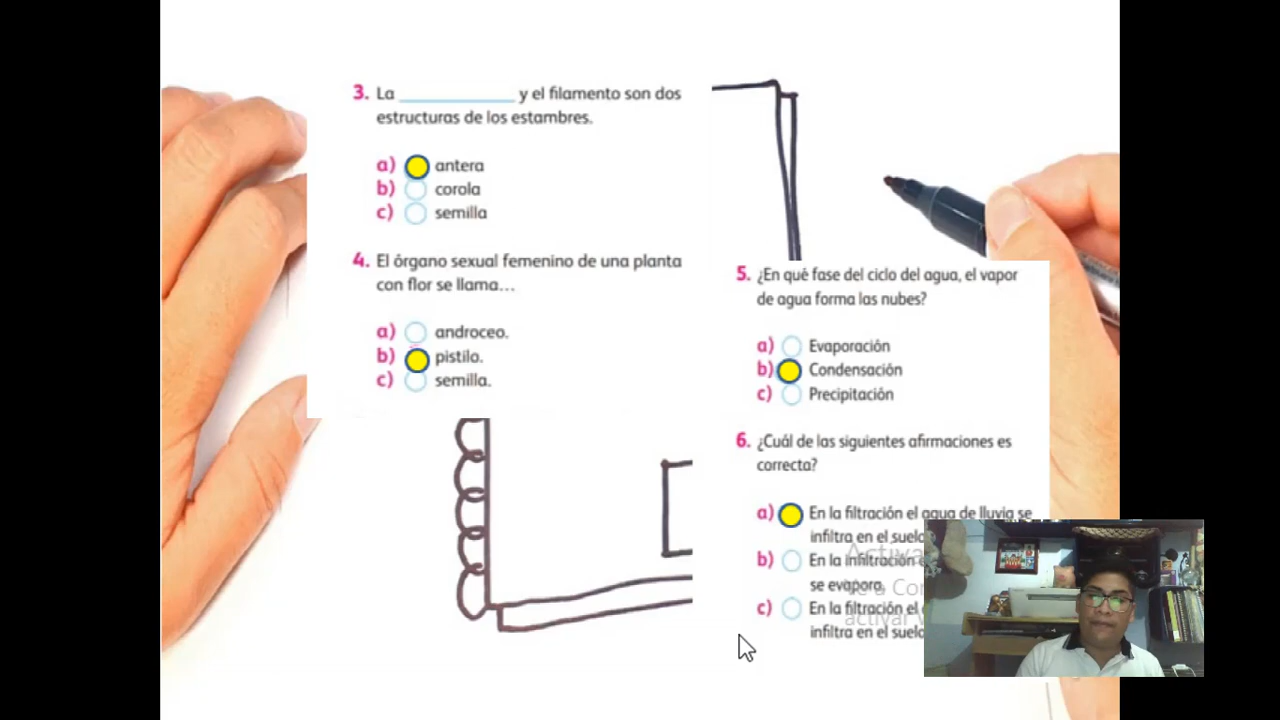 3. La ____________ y el filamento son dos
estructuras de los estambres.
a) antera
b) corola
c) semilla
4. El órgano sexual femenino de una planta
con flor se llama...
a) androceo.
b) pistilo.
c) semilla.
5. ¿En qué fase del ciclo del agua, el vapor
de agua forma las nubes?
a) Evaporación
b) Condensación
c) Precipitación
6. ¿Cuál de las siguientes afirmaciones es
correcta?
a) En la filtración el agua de lluvia se
infiltra en el suelo
b) En la infiltración
se evapora.
c) En la filtración el
infiltra en el suelo